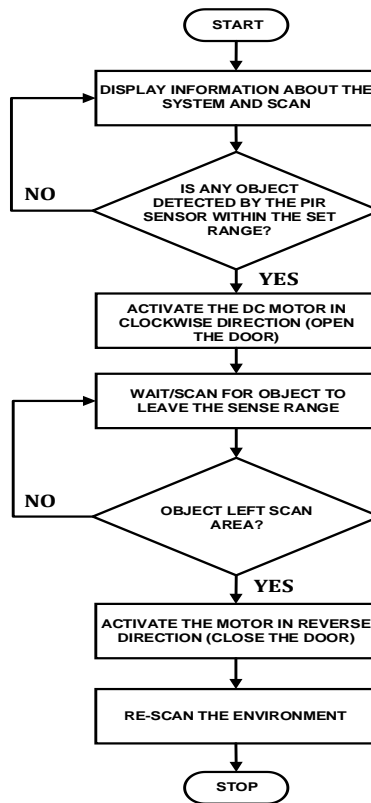 START
DISPLAY INFORMATION ABOUT THE
SYSTEM AND SCAN
IS ANY OBJECT
DETECTED BY THE PIR
SENSOR WITHIN THE SET
RANGE?
NO
YES
ACTIVATE THE DC MOTOR IN
CLOCKWISE DIRECTION (OPEN
THE DOOR)
WAIT/SCAN FOR OBJECT TO
LEAVE THE SENSE RANGE
NO
OBJECT LEFT SCAN
AREA?
YES
ACTIVATE THE MOTOR IN REVERSE
DIRECTION (CLOSE THE DOOR)
RE-SCAN THE ENVIRONMENT
STOP